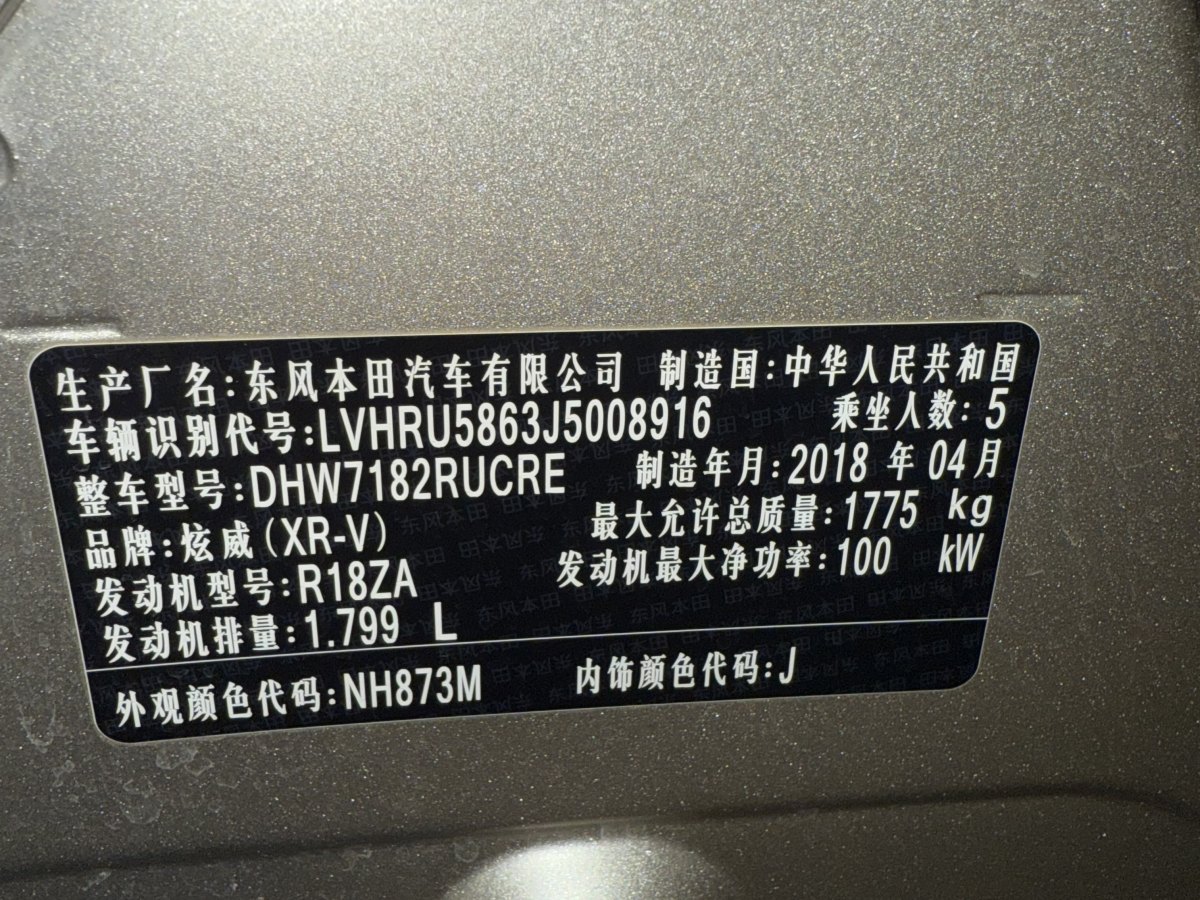 生产厂名:东风本田汽车有限公司 制造国:中华人民共和国
车辆识别代号:LVHRU5863J5008916 乘坐人数:5
整车型号:DHW7182RUCRE 制造年月:2018年04月
品牌:炫威(XR-V) 最大允许总质量:1775 kg
发动机型号:R18ZA 发动机最大净功率:100 kW
发动机排量:1.799 L
外观颜色代码:NH873M 内饰颜色代码:J